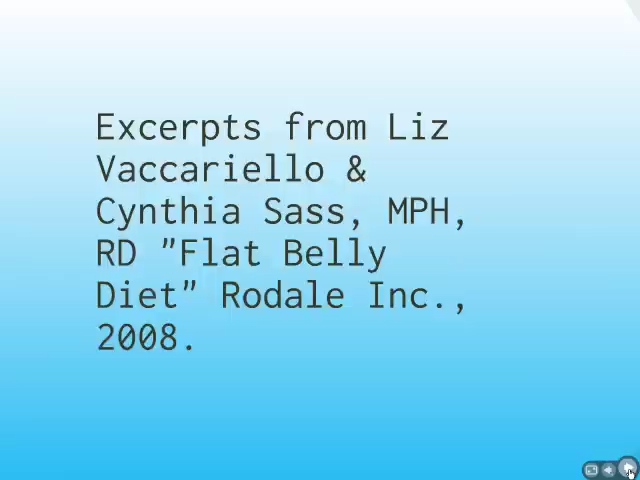 Excerpts from Liz
Vaccariello &
Cynthia Sass, MPH,
RD "Flat Belly
Diet" Rodale Inc.,
2008.